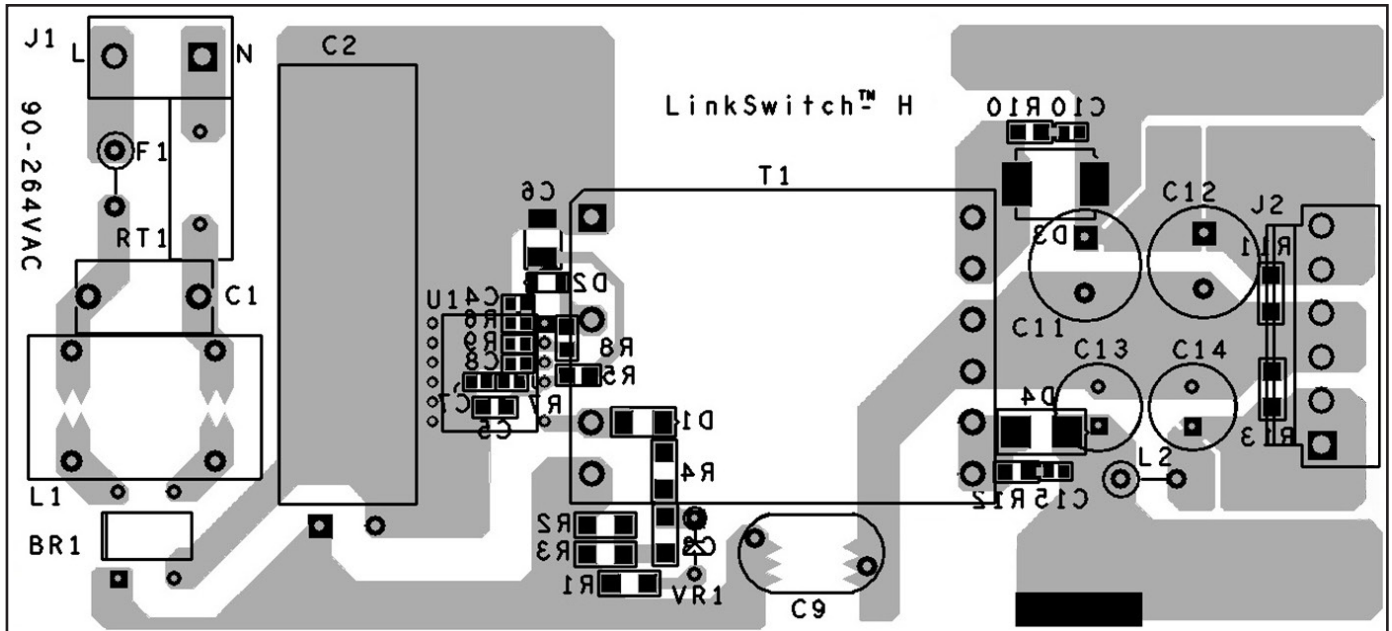 J1
L
N
C2
90-264VAC
F1
RT1
C1
L1
BR1
LinkSwitch™ H
C10
R10
T1
C6
D2
C4
U1
R6
R9
C8
R8
R5
C7
R7
C5
D1
R4
R2
R3
C3
R1
VR1
C9
D3
C12
J2
R11
C11
C13
C14
D4
R13
L2
C15
R12